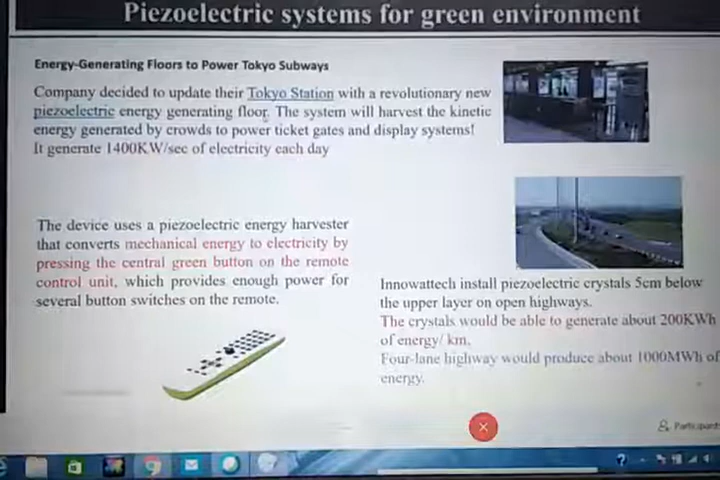 Piezoelectric systems for green environment
Energy-Generating Floors to Power Tokyo Subways
Company decided to update their Tokyo Station with a revolutionary new
piezoelectric energy generating floor. The system will harvest the kinetic
energy generated by crowds to power ticket gates and display systems!
It generate 1400KW/sec of electricity each day
The device uses a piezoelectric energy harvester
that converts mechanical energy to electricity by
pressing the central green button on the remote
control unit, which provides enough power for
several button switches on the remote.
Innowattech install piezoelectric crystals 5cm below
the upper layer on open highways.
The crystals would be able to generate about 200KWh
of energy/ km.
Four-lane highway would produce about 1000MWh of
energy.